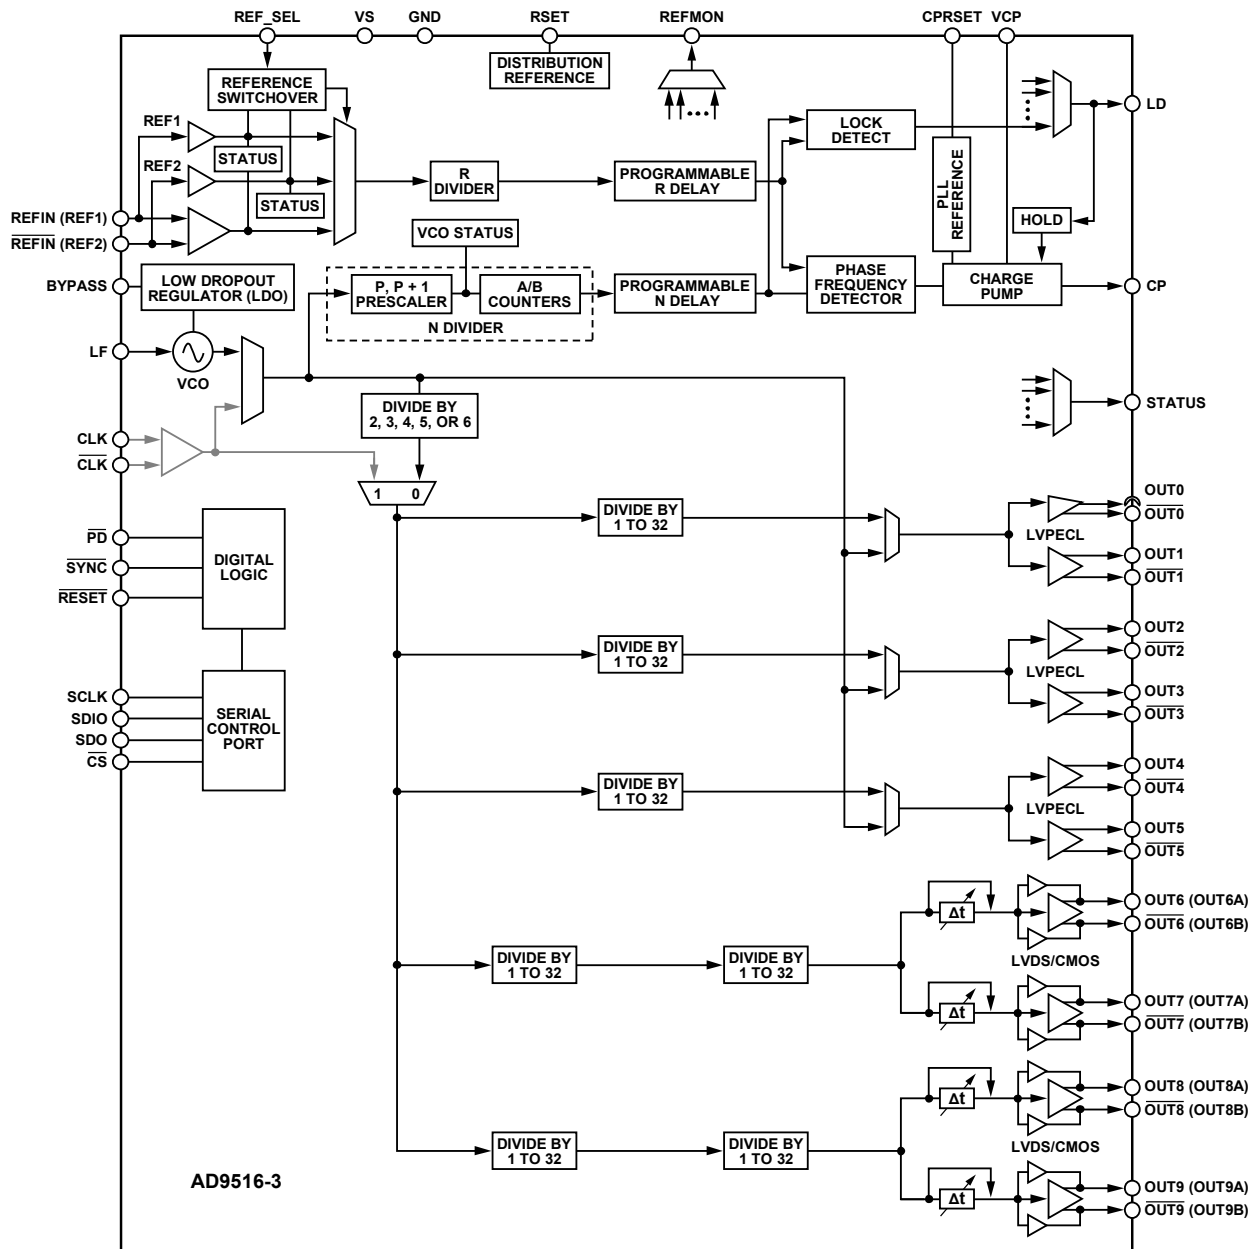 REF_SEL
VS
GND
RSET
REFMON
CPRSET
VCP
DISTRIBUTION
REFERENCE
REFERENCE
SWITCHOVER
LD
REF1
LOCK
DETECT
STATUS
REF2
R
DIVIDER
PROGRAMMABLE
R DELAY
PLL
REFERENCE
STATUS
REFIN (REF1)
HOLD
VCO STATUS
REFIN (REF2)
LOW DROPOUT
REGULATOR (LDO)
BYPASS
P, P + 1
PRESCALER
A/B
COUNTERS
PROGRAMMABLE
N DELAY
PHASE
FREQUENCY
DETECTOR
CHARGE
PUMP
CP
N DIVIDER
LF
VCO
DIVIDE BY
2, 3, 4, 5, OR 6
STATUS
CLK
CLK
1 0
OUT0
DIVIDE BY
1 TO 32
OUT0
PD
LVPECL
DIGITAL
LOGIC
OUT1
SYNC
OUT1
RESET
OUT2
DIVIDE BY
1 TO 32
OUT2
LVPECL
SCLK
OUT3
SERIAL
CONTROL
PORT
SDIO
OUT3
SDO
CS
OUT4
DIVIDE BY
1 TO 32
OUT4
LVPECL
OUT5
OUT5
Δt
OUT6 (OUT6A)
OUT6 (OUT6B)
DIVIDE BY
1 TO 32
DIVIDE BY
1 TO 32
LVDS/CMOS
Δt
OUT7 (OUT7A)
OUT7 (OUT7B)
Δt
OUT8 (OUT8A)
OUT8 (OUT8B)
DIVIDE BY
1 TO 32
DIVIDE BY
1 TO 32
LVDS/CMOS
AD9516-3
Δt
OUT9 (OUT9A)
OUT9 (OUT9B)